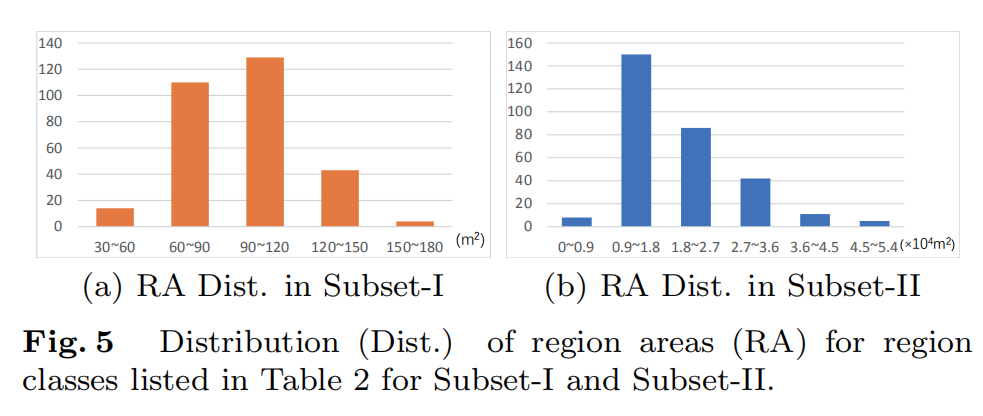 140
120
100
80
60
40
20
0
30~60 60~90 90~120 120~150 150~180 (m²)
160
140
120
100
80
60
40
20
0
0~0.9 0.9~1.8 1.8~2.7 2.7~3.6 3.6~4.5 4.5~5.4 (×10⁴m²)
(a) RA Dist. in Subset-I
(b) RA Dist. in Subset-II
Fig. 5 Distribution (Dist.) of region areas (RA) for region
classes listed in Table 2 for Subset-I and Subset-II.